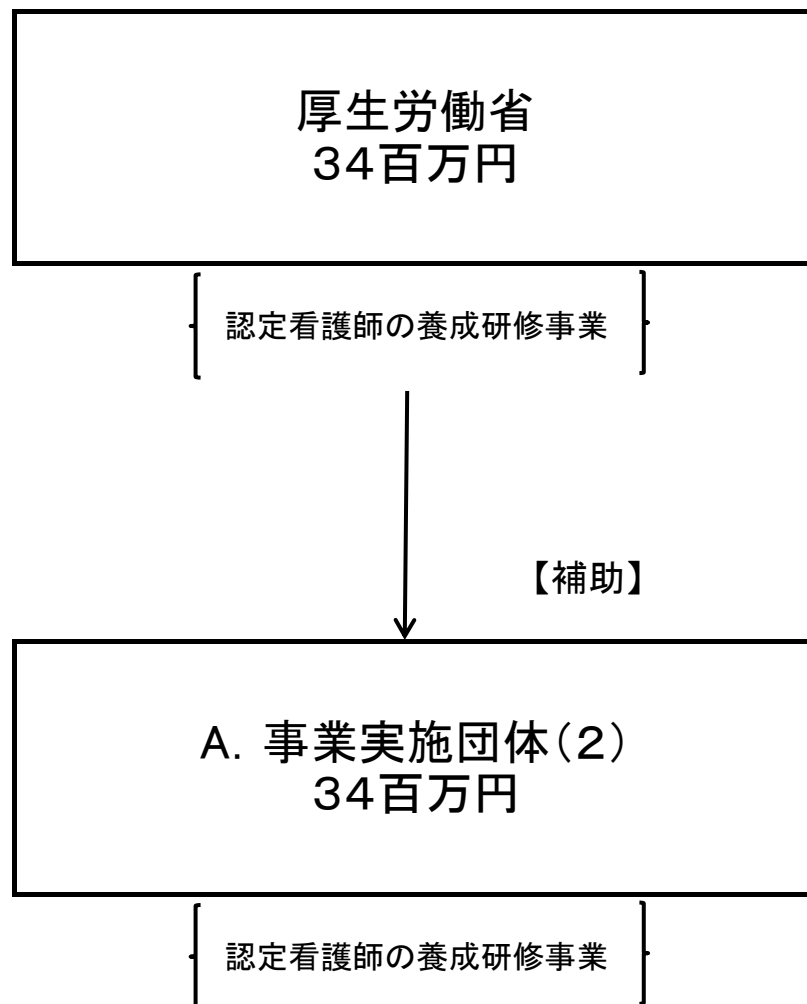 厚生労働省
34百万円
認定看護師の養成研修事業
【補助】
A. 事業実施団体（2）
34百万円
認定看護師の養成研修事業